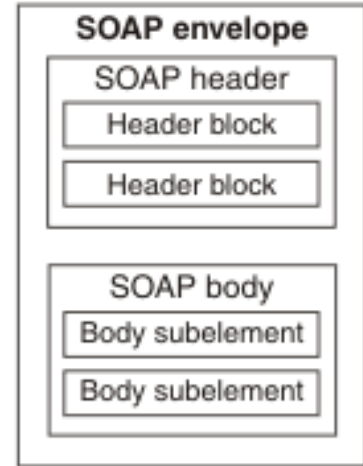 SOAP envelope
SOAP header
Header block
Header block
SOAP body
Body subelement
Body subelement